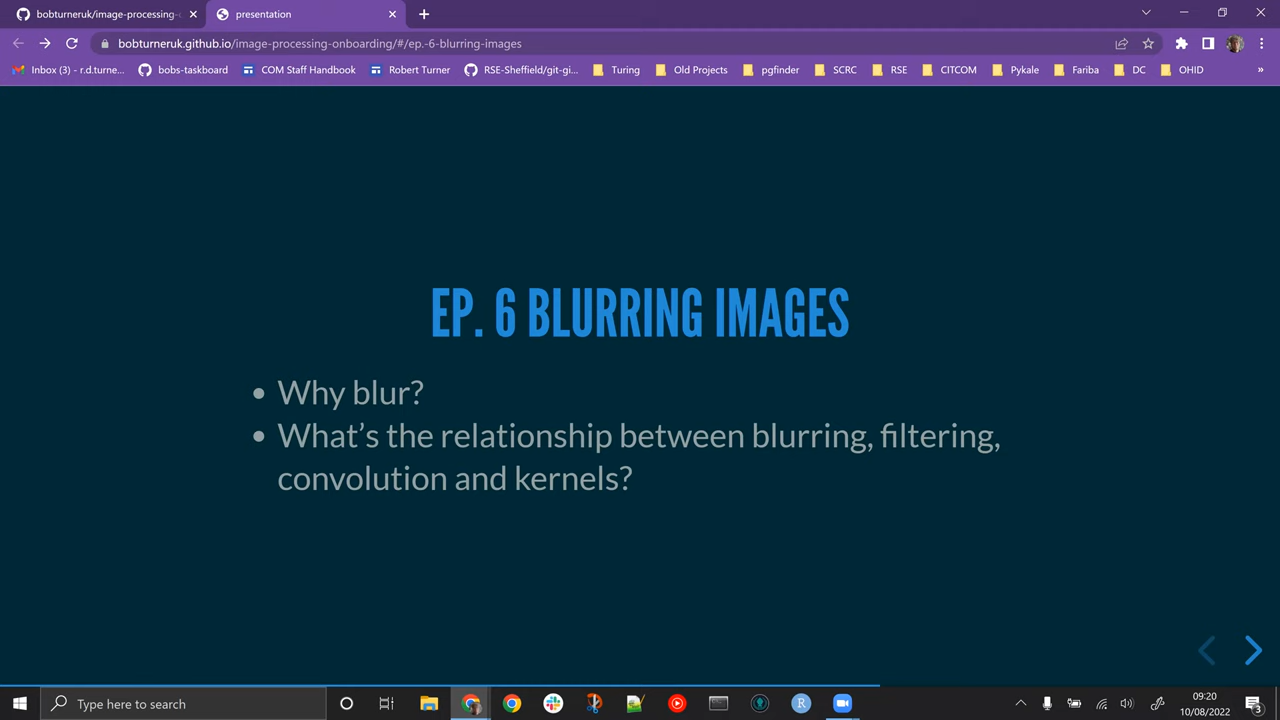 bobturneruk/image-processing-
presentation
bobturneruk.github.io/image-processing-onboarding/#/ep.-6-blurring-images
Inbox (3) - r.d.turne...
bobs-taskboard
COM Staff Handbook
Robert Turner
RSE-Sheffield/git-gi...
Turing
Old Projects
pgfinder
SCRC
RSE
CITCOM
Pykale
Fariba
DC
OHID
»
EP. 6 BLURRING IMAGES
• Why blur?
• What's the relationship between blurring, filtering,
convolution and kernels?
Type here to search
R
09:20
10/08/2022
3